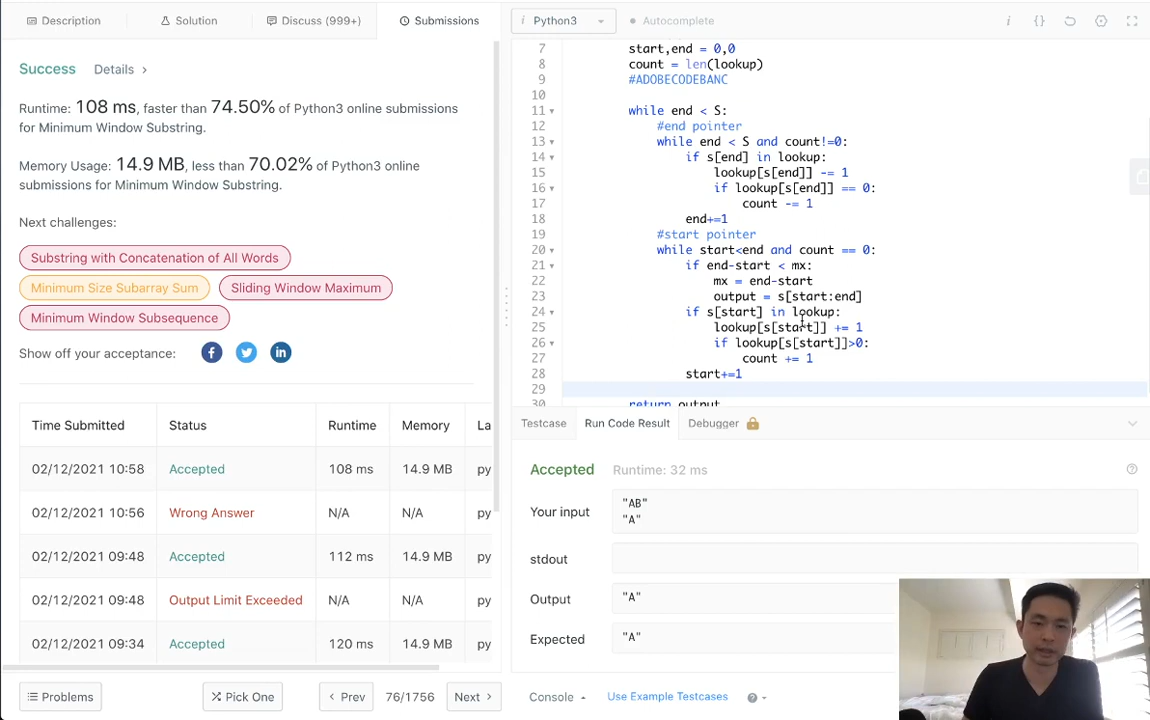 Description
Solution
Discuss (999+)
Submissions
Success
Details
Runtime: 108 ms, faster than 74.50% of Python3 online submissions
for Minimum Window Substring.
Memory Usage: 14.9 MB, less than 70.02% of Python3 online
submissions for Minimum Window Substring.
Next challenges:
Substring with Concatenation of All Words
Minimum Size Subarray Sum
Sliding Window Maximum
Minimum Window Subsequence
Show off your acceptance:
Time Submitted Status Runtime Memory La
02/12/2021 10:58 Accepted 108 ms 14.9 MB py
02/12/2021 10:56 Wrong Answer N/A N/A py
02/12/2021 09:48 Accepted 112 ms 14.9 MB py
02/12/2021 09:48 Output Limit Exceeded N/A N/A py
02/12/2021 09:34 Accepted 120 ms 14.9 MB py
Problems
Pick One
Prev
76/1756
Next
i Python3
Autocomplete
i {}
7 start,end = 0,0
8 count = len(lookup)
9 #ADOBECODEBANC
10
11 while end < S:
12 #end pointer
13 while end < S and count!=0:
14 if s[end] in lookup:
15 lookup[s[end]] -= 1
16 if lookup[s[end]] == 0:
17 count -= 1
18 end+=1
19 #start pointer
20 while start<end and count == 0:
21 if end-start < mx:
22 mx = end-start
23 output = s[start:end]
24 if s[start] in lookup:
25 lookup[s[start]] += 1
26 if lookup[s[start]]>0:
27 count += 1
28 start+=1
29
30 return output
Testcase
Run Code Result
Debugger
Accepted
Runtime: 32 ms
Your input
"AB"
"A"
stdout
Output
"A"
Expected
"A"
Console
Use Example Testcases